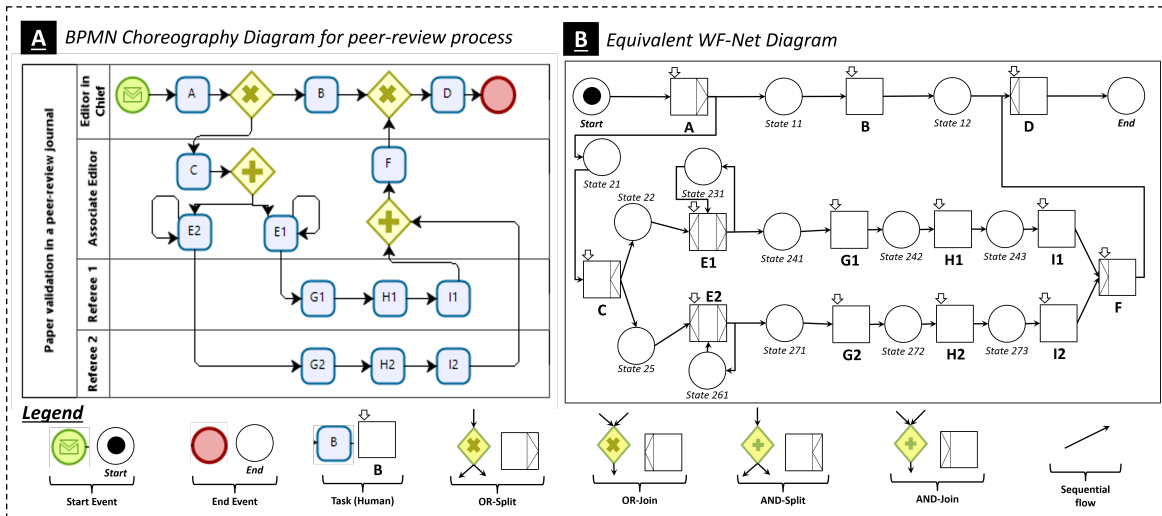 A BPMN Choreography Diagram for peer-review process
Paper validation in a peer-review journal
Editor in
Chief
A
B
D
Associate Editor
C
F
E2
E1
Referee 1
G1
H1
I1
Referee 2
G2
H2
I2
B Equivalent WF-Net Diagram
Start
A
State 11
B
State 12
D
End
State 21
State 22
State 231
E1
State 241
G1
State 242
H1
State 243
I1
C
F
E2
State 25
State 261
State 271
G2
State 272
H2
State 273
I2
Legend
Start
Start Event
End
End Event
B
B
Task (Human)
OR-Split
OR-Join
AND-Split
AND-Join
Sequential
flow